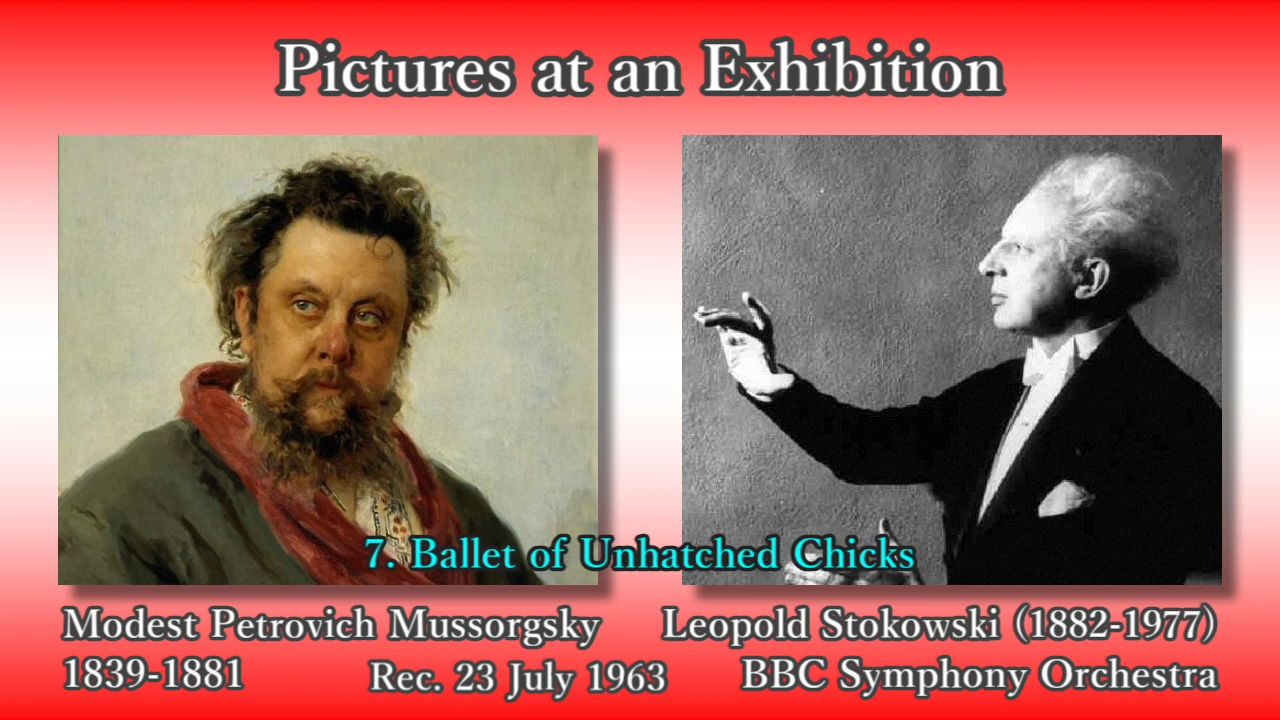 Pictures at an Exhibition
7. Ballet of Unhatched Chicks
Modest Petrovich Mussorgsky
1839-1881
Rec. 23 July 1963
Leopold Stokowski (1882-1977)
BBC Symphony Orchestra